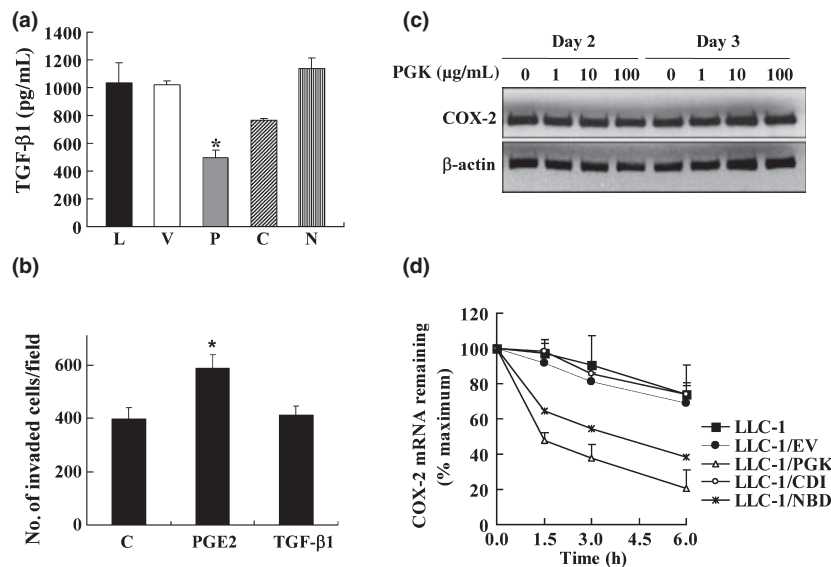 (a)
TGF-β1 (pg/mL)
1400
1200
1000
800
600
400
200
0
*
L V P C N
(b)
No. of invaded cells/field
600
400
200
0
*
C PGE2 TGF-β1
(c)
Day 2 Day 3
PGK (μg/mL) 0 1 10 100 0 1 10 100
COX-2
β-actin
(d)
COX-2 mRNA remaining
(% maximum)
120
100
80
60
40
20
0
0.0 1.5 3.0 4.5 6.0
Time (h)
LLC-1
LLC-1/EV
LLC-1/PGK
LLC-1/CDI
LLC-1/NBD